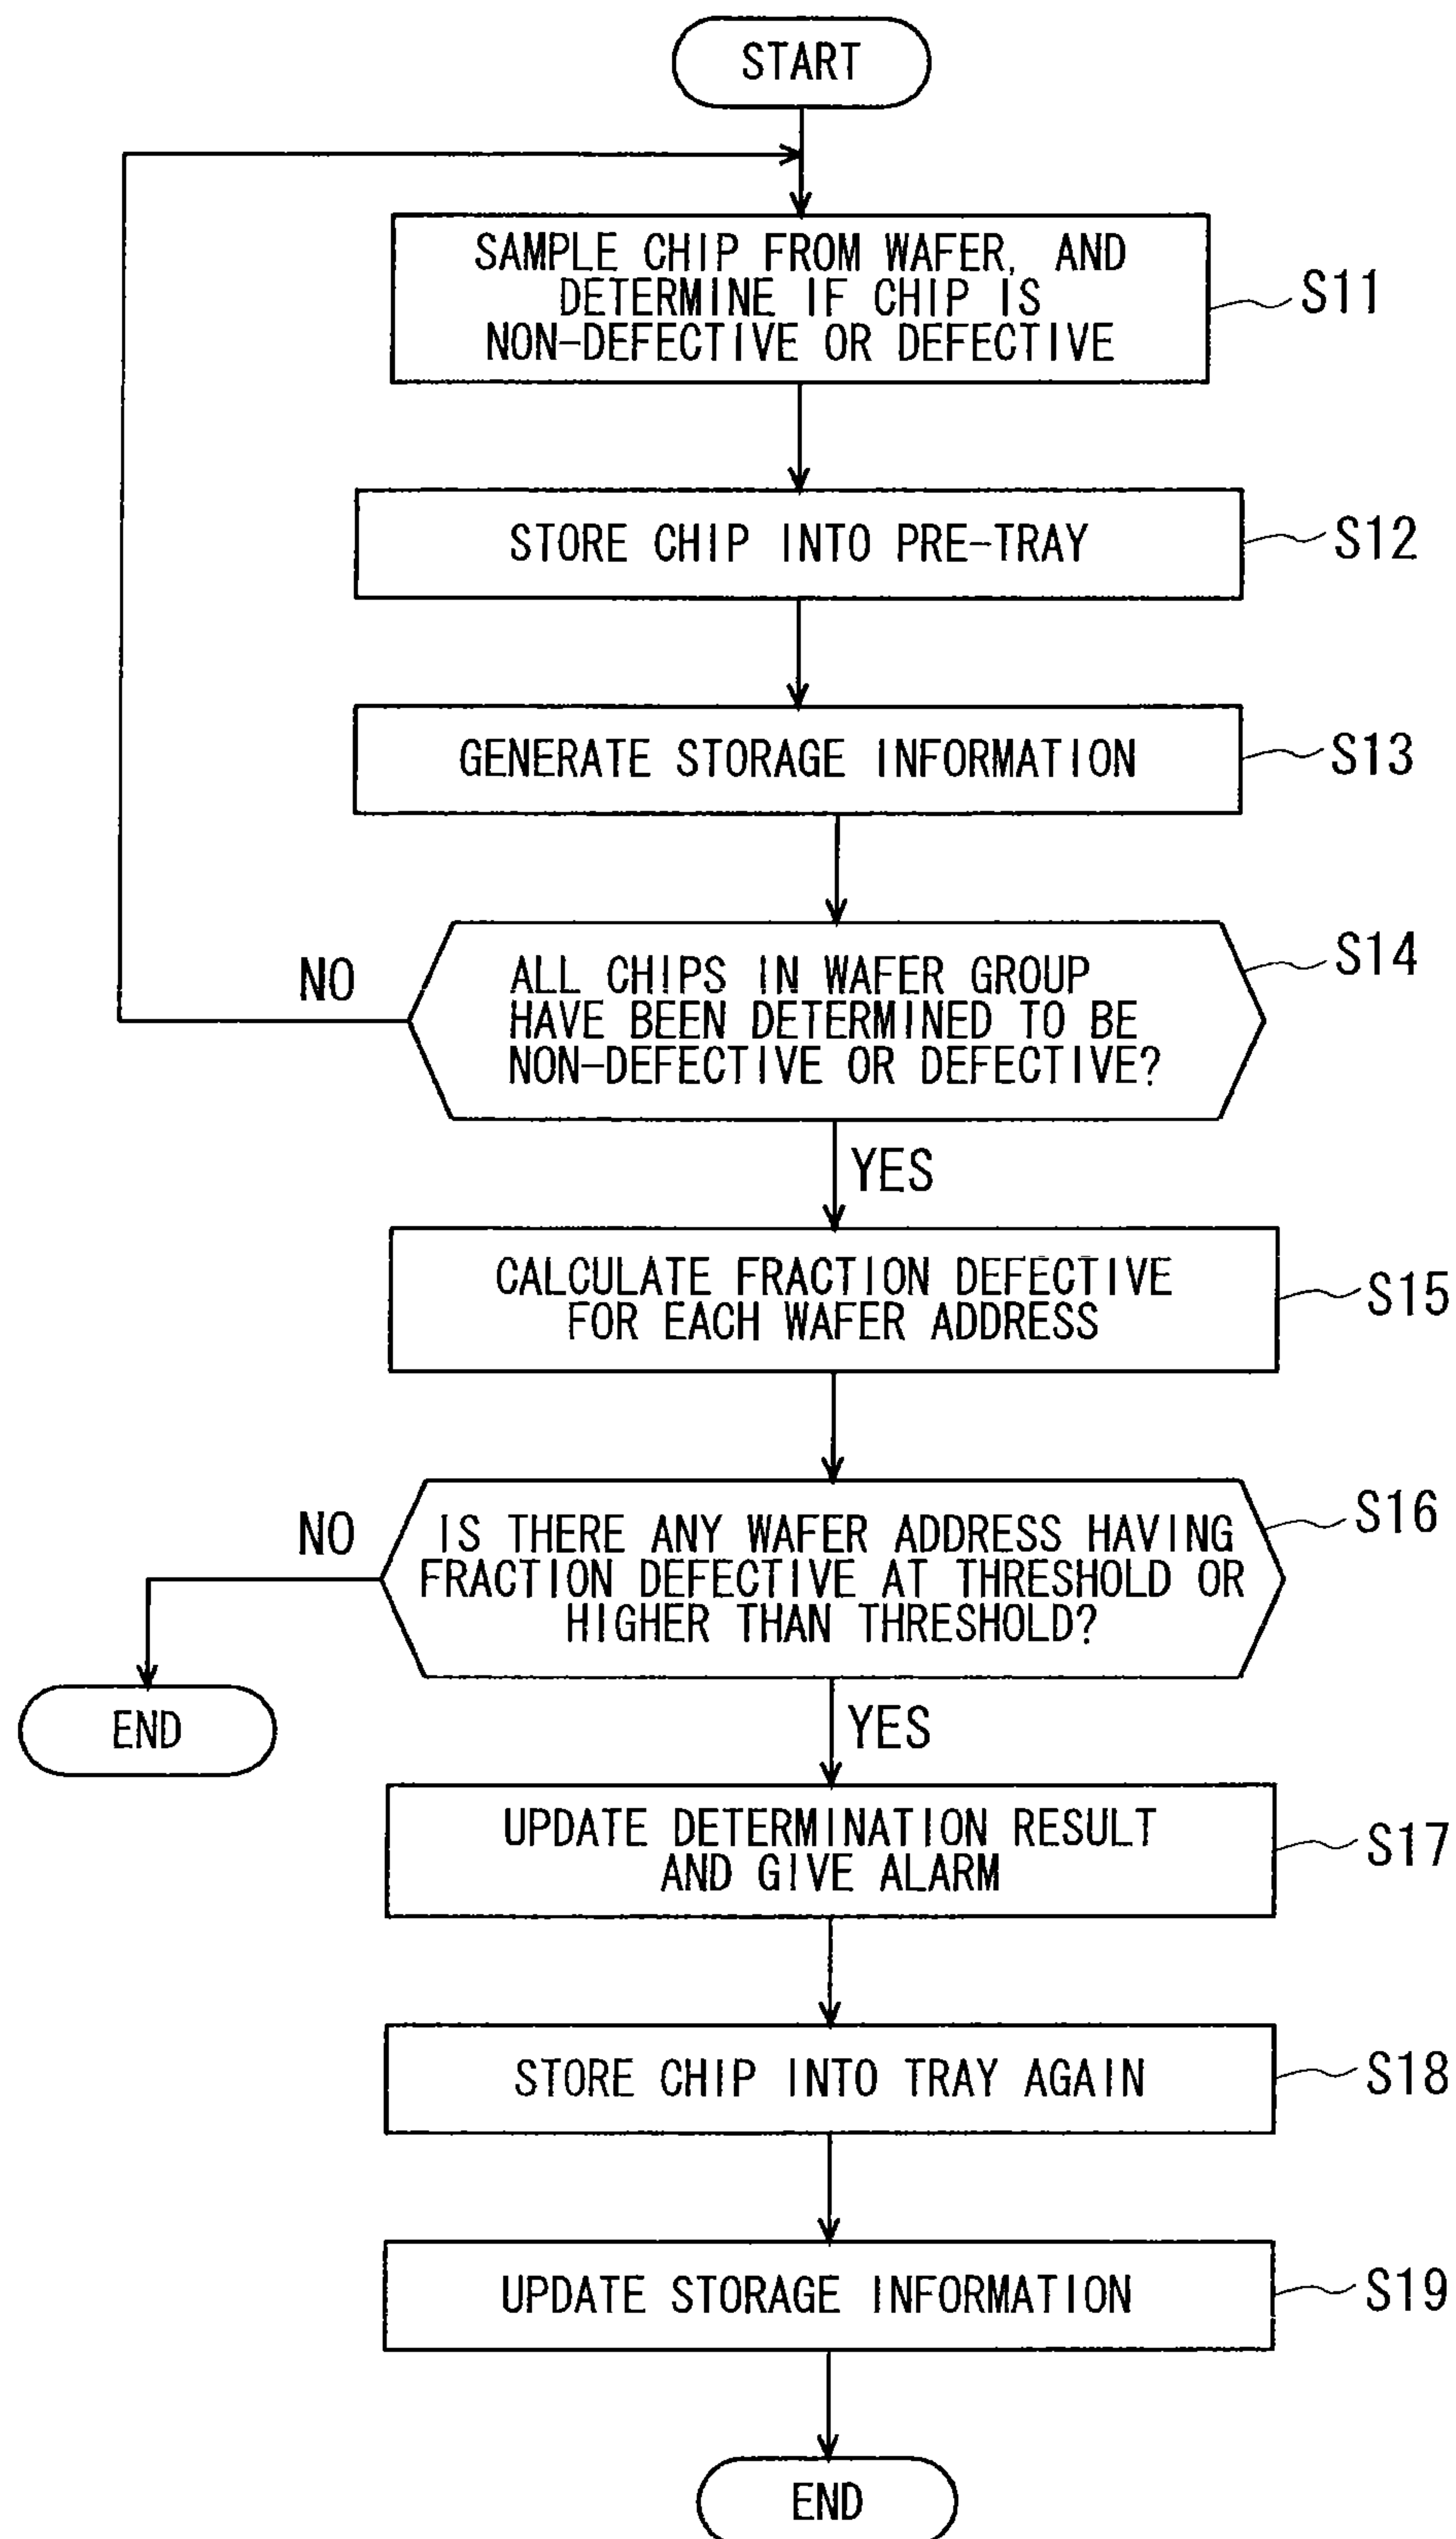 START
SAMPLE CHIP FROM WAFER, AND
DETERMINE IF CHIP IS
NON-DEFECTIVE OR DEFECTIVE
S11
STORE CHIP INTO PRE-TRAY
S12
GENERATE STORAGE INFORMATION
S13
NO
ALL CHIPS IN WAFER GROUP
HAVE BEEN DETERMINED TO BE
NON-DEFECTIVE OR DEFECTIVE?
S14
YES
CALCULATE FRACTION DEFECTIVE
FOR EACH WAFER ADDRESS
S15
NO
IS THERE ANY WAFER ADDRESS HAVING
FRACTION DEFECTIVE AT THRESHOLD OR
HIGHER THAN THRESHOLD?
S16
END
YES
UPDATE DETERMINATION RESULT
AND GIVE ALARM
S17
STORE CHIP INTO TRAY AGAIN
S18
UPDATE STORAGE INFORMATION
S19
END